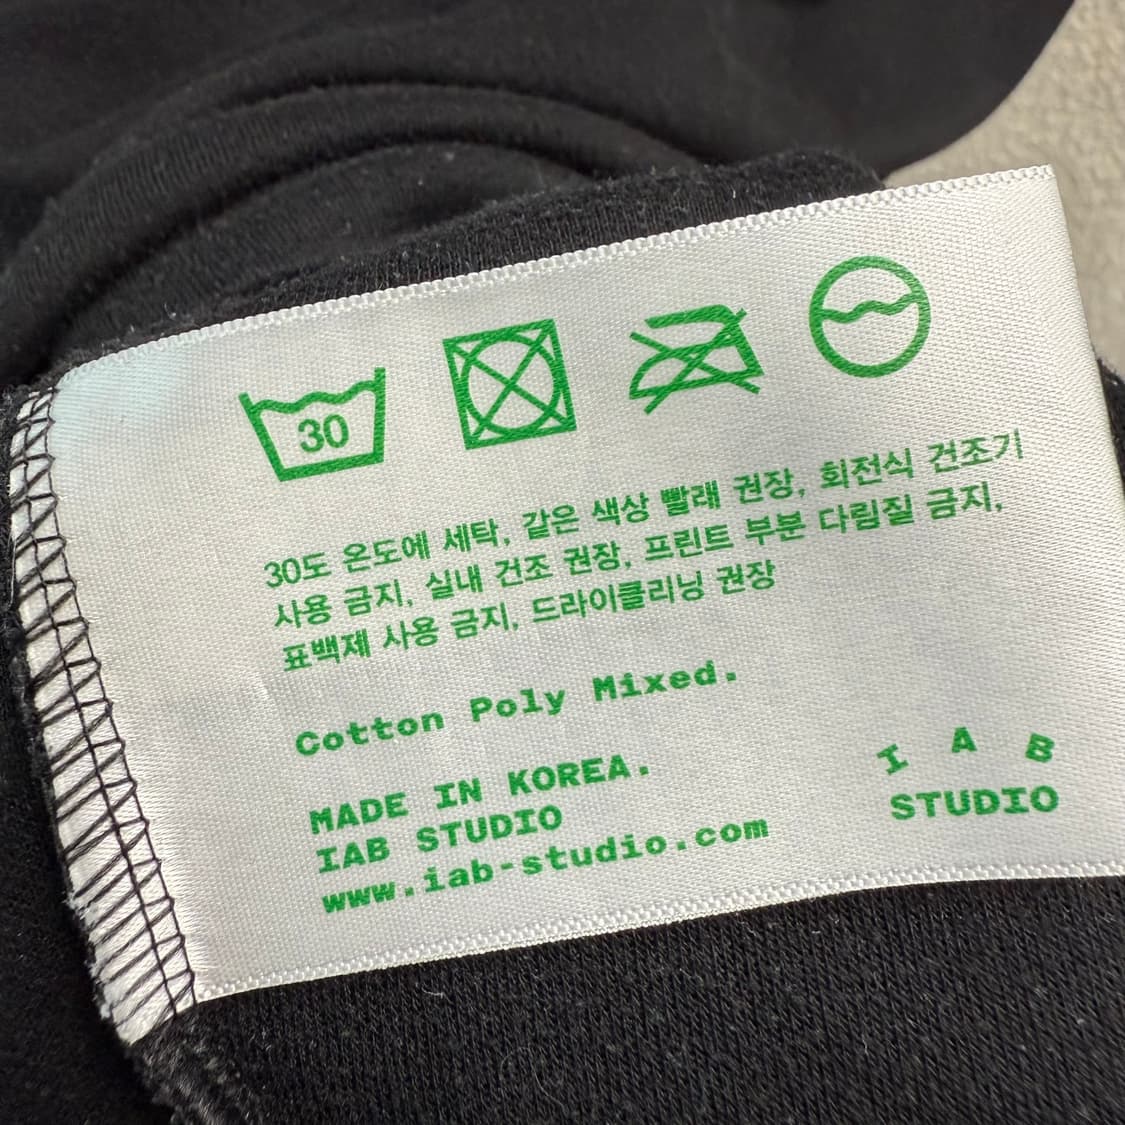 30
30도 온도에 세탁, 같은 색상 빨래 권장, 회전식 건조기
사용 금지, 실내 건조 권장, 프린트 부분 다림질 금지,
표백제 사용 금지, 드라이클리닝 권장
Cotton Poly Mixed.
MADE IN KOREA.
IAB STUDIO
www.iab-studio.com
I A B
STUDIO